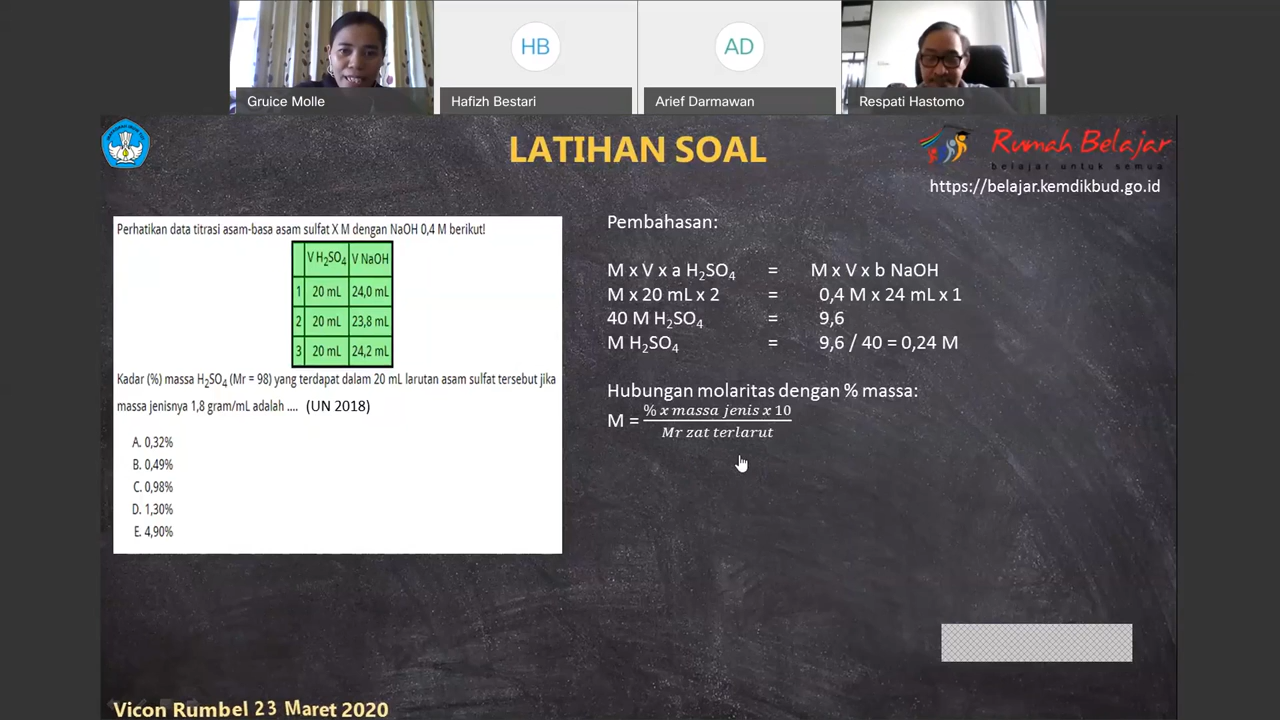 HB
AD
Gruice Molle
Hafizh Bestari
Arief Darmawan
Respati Hastomo
LATIHAN SOAL
Rumah Belajar
belajar untuk semua
https://belajar.kemdikbud.go.id
Perhatikan data titrasi asam-basa asam sulfat X M dengan NaOH 0,4 M berikut!
V H₂SO₄ V NaOH
1 20 mL 24,0 mL
2 20 mL 23,8 mL
3 20 mL 24,2 mL
Kadar (%) massa H₂SO₄ (Mr = 98) yang terdapat dalam 20 mL larutan asam sulfat tersebut jika
massa jenisnya 1,8 gram/mL adalah .... (UN 2018)
A. 0,32%
B. 0,49%
C. 0,98%
D. 1,30%
E. 4,90%
Pembahasan:
M x V x a H₂SO₄ = M x V x b NaOH
M x 20 mL x 2 = 0,4 M x 24 mL x 1
40 M H₂SO₄ = 9,6
M H₂SO₄ = 9,6 / 40 = 0,24 M
Hubungan molaritas dengan % massa:
% x massa jenis x 10
M =
Mr zat terlarut
Vicon Rumbel 23 Maret 2020